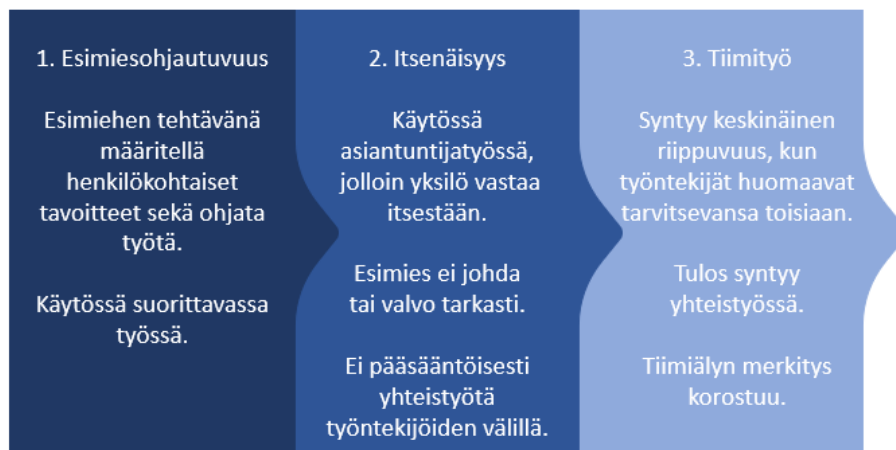 1. Esimiesohjautuvuus
Esimiehen tehtävänä
määritellä
henkilökohtaiset
tavoitteet sekä ohjata
työtä.
Käytössä suorittavassa
työssä.
2. Itsenäisyys
Käytössä
asiantuntijatyössä,
jolloin yksilö vastaa
itsestään.
Esimies ei johda
tai valvo tarkasti.
Ei pääsääntöisesti
yhteistyötä
työntekijöiden välillä.
3. Tiimityö
Syntyy keskinäinen
riippuvuus, kun
työntekijät huomaavat
tarvitsevansa toisiaan.
Tulos syntyy
yhteistyössä.
Tiimiälyn merkitys
korostuu.